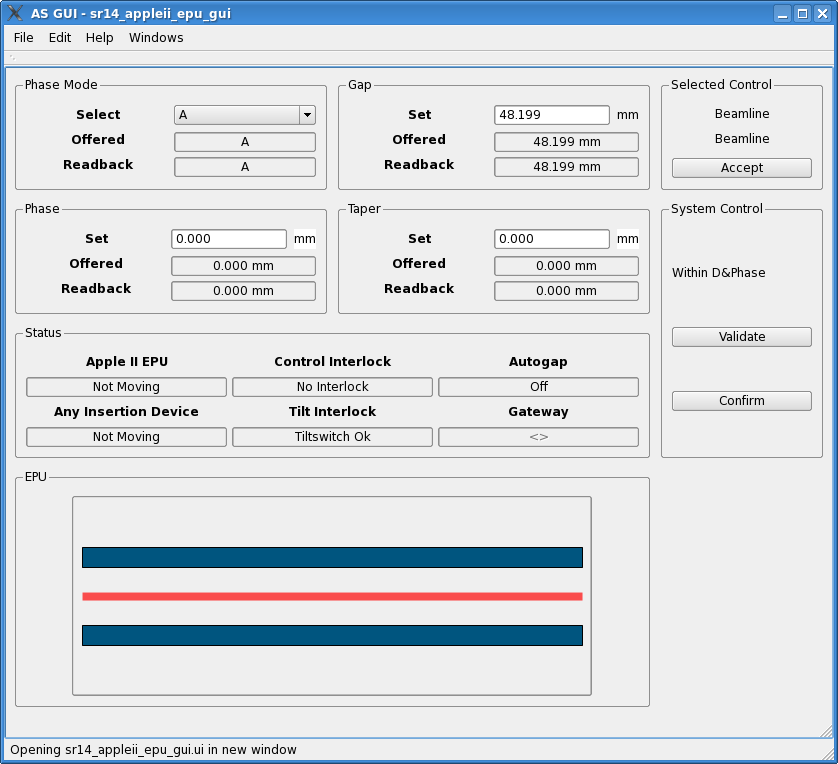 AS GUI - sr14_appleii_epu_gui
File Edit Help Windows
Phase Mode
Select A
Offered A
Readback A
Gap
Set 48.199 mm
Offered 48.199 mm
Readback 48.199 mm
Selected Control
Beamline
Beamline
Accept
Phase
Set 0.000 mm
Offered 0.000 mm
Readback 0.000 mm
Taper
Set 0.000 mm
Offered 0.000 mm
Readback 0.000 mm
System Control
Within D&Phase
Validate
Confirm
Status
Apple II EPU Control Interlock Autogap
Not Moving No Interlock Off
Any Insertion Device Tilt Interlock Gateway
Not Moving Tiltswitch Ok <>
EPU
Opening sr14_appleii_epu_gui.ui in new window